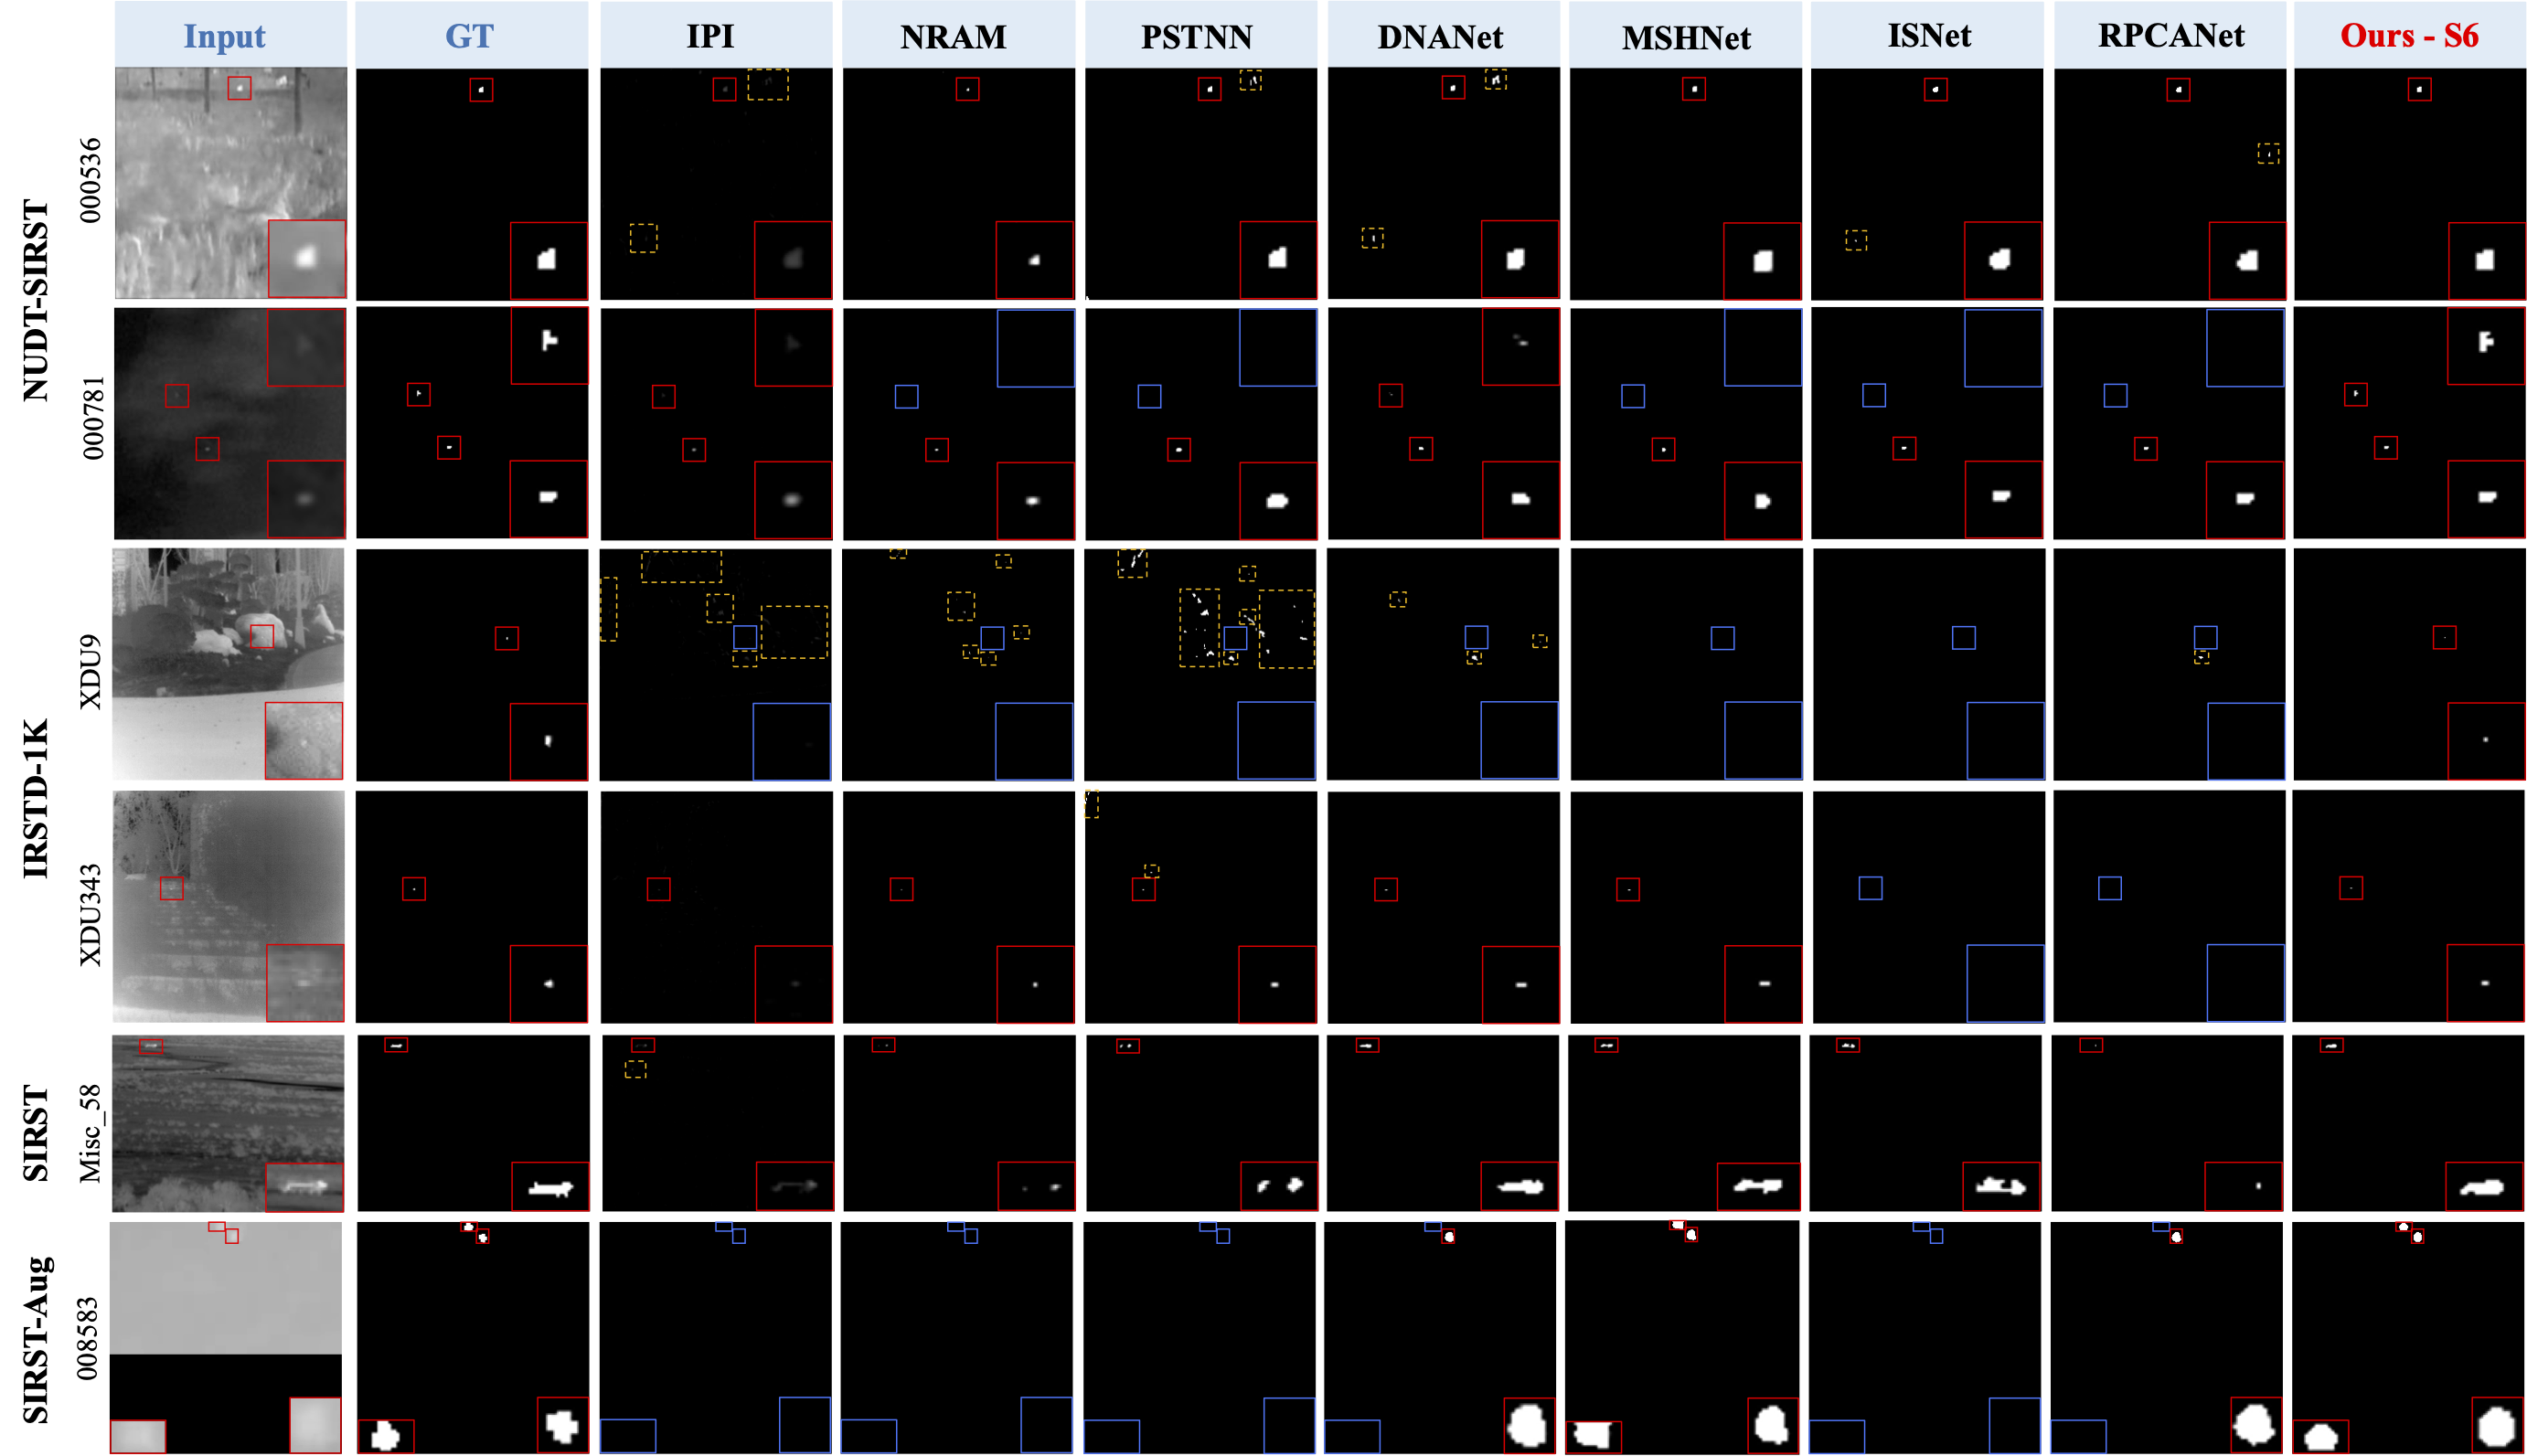 Input GT IPI NRAM PSTNN DNANet MSHNet ISNet RPCANet Ours - S6
NUDT-SIRST
000536
000781
IRSTD-1K
XDU9
XDU343
SIRST
Misc_58
SIRST-Aug
008583